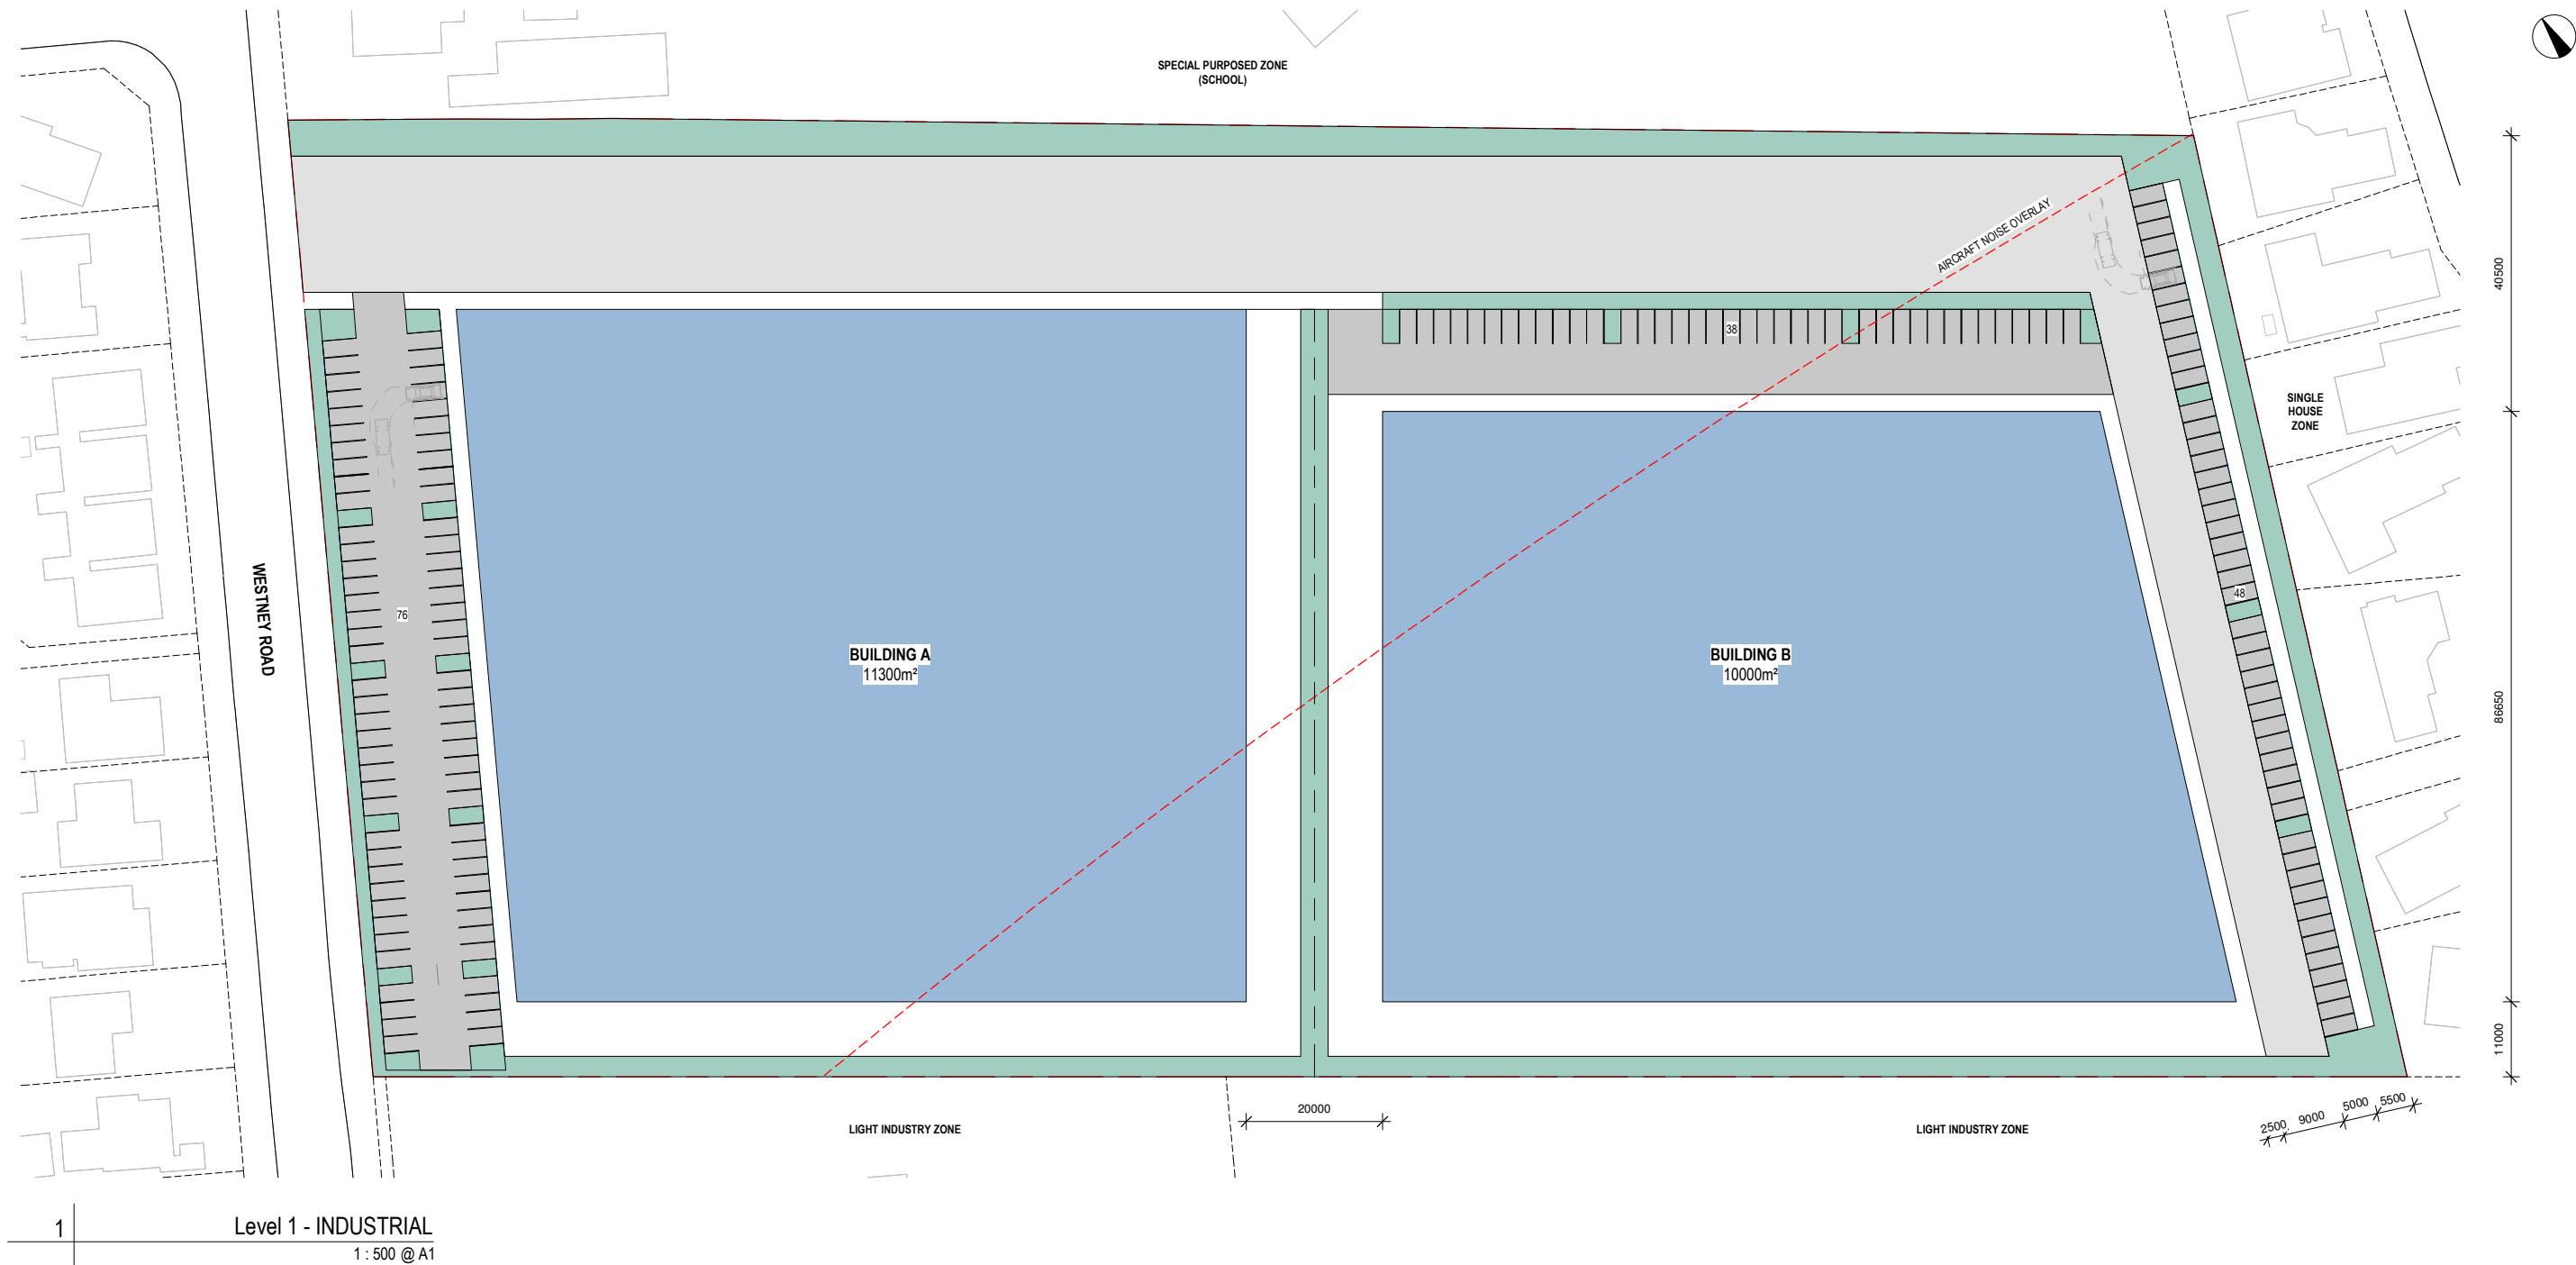 SPECIAL PURPOSED ZONE
(SCHOOL)
AIRCRAFT NOISE OVERLAY
40500
38
SINGLE
HOUSE
ZONE
WESTNEY ROAD
76
48
BUILDING A
11300m²
BUILDING B
10000m²
86650
11000
20000
LIGHT INDUSTRY ZONE
LIGHT INDUSTRY ZONE
2500
9000
5000
5500
1
Level 1 - INDUSTRIAL
1 : 500 @ A1